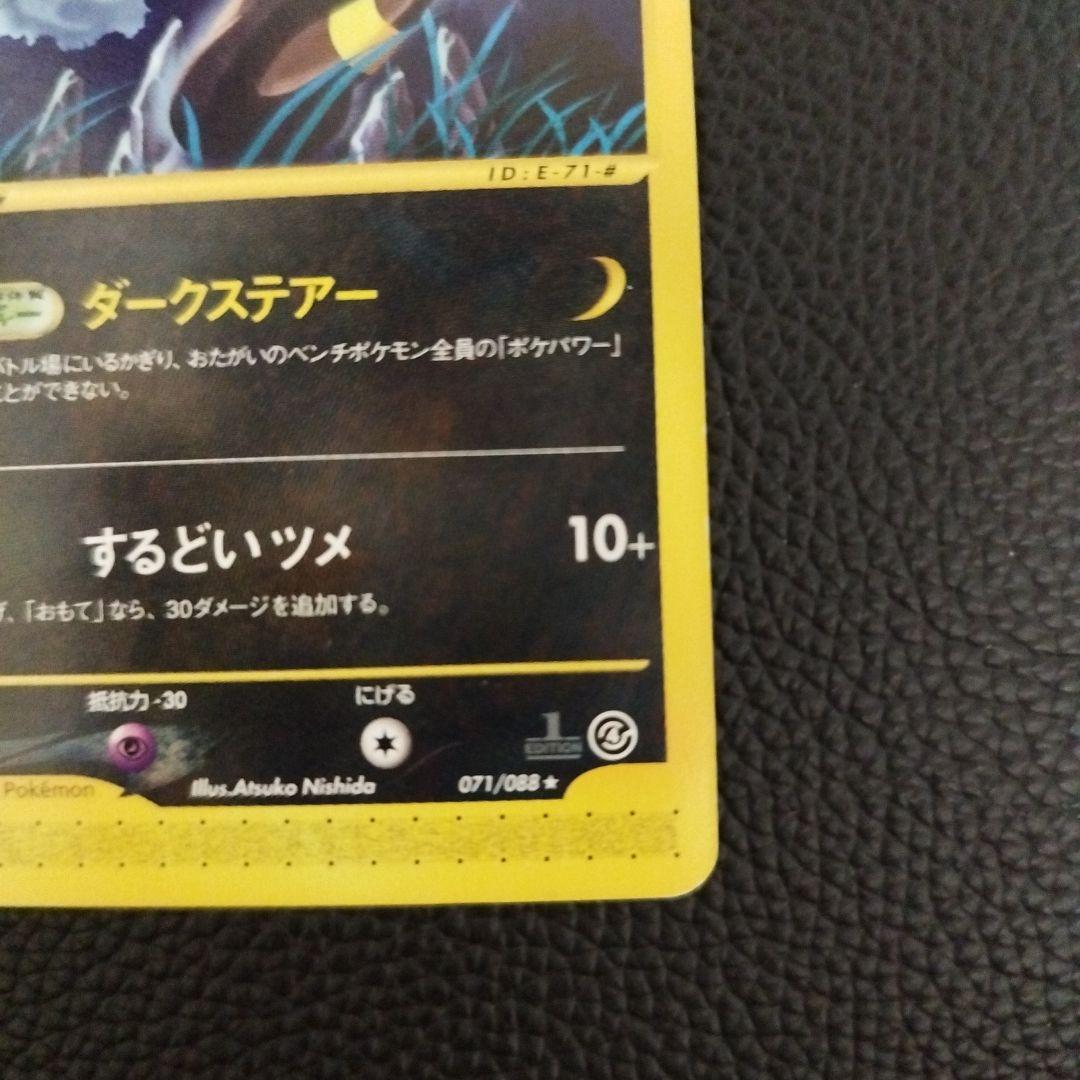 ID:E-71-#
ダークステアー
バトル場にいるかぎり、おたがいのベンチポケモン全員の「ポケパワー」
ことができない。
するどいツメ 10+
「おもて」なら、30ダメージを追加する。
抵抗力 -30 にげる
1
EDITION
Pokémon Illus.Atsuko Nishida 071/088 ★